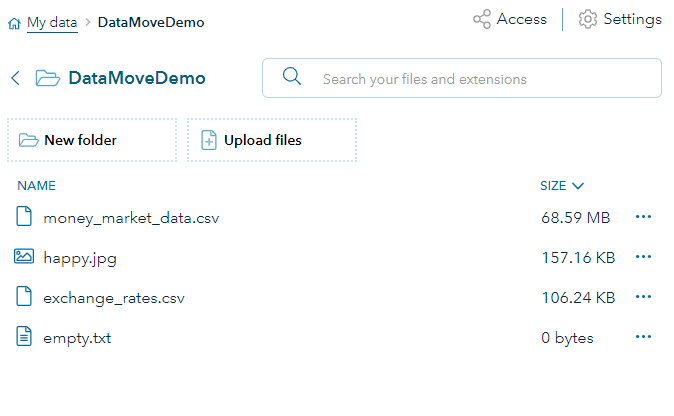 My data > DataMoveDemo
Access Settings
DataMoveDemo Search your files and extensions
New folder Upload files
NAME SIZE
money_market_data.csv 68.59 MB ...
happy.jpg 157.16 KB ...
exchange_rates.csv 106.24 KB ...
empty.txt 0 bytes ...